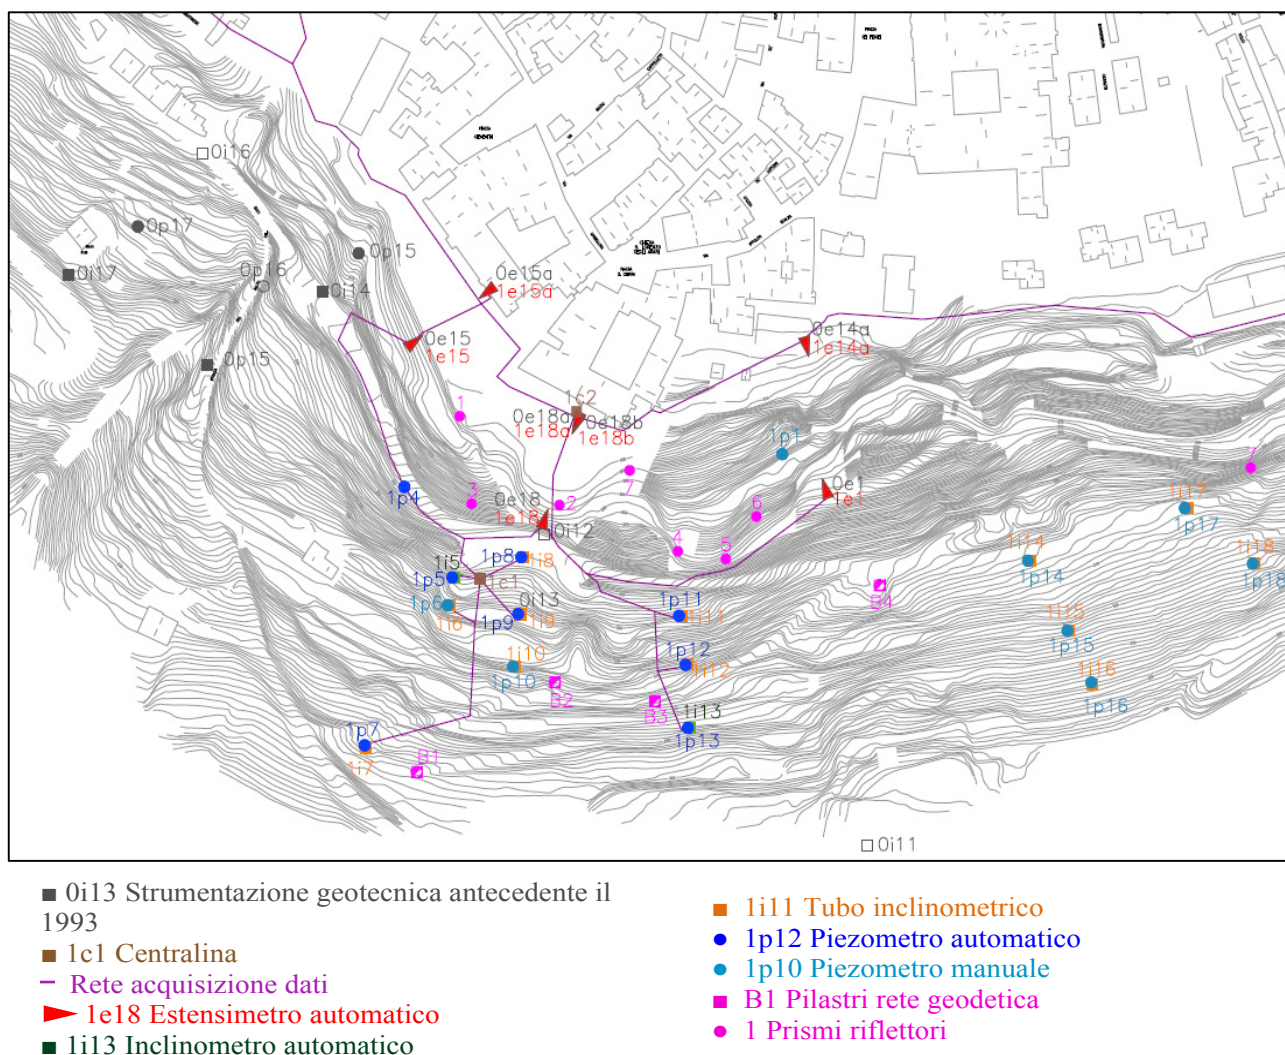 PIAZZA
0i16
0p17
0p15
0p16
0i17
0i14
0e15a
1e19a
0e15
1e15
0e14a
1e14a
0p15
1c2
0e18a
0e18b
1e18a
1e18b
1
1p1
7
7
0e1
1e1
1p4
3
0e18
2
1e18
0i12
6
1i17
1p17
4
5
1i5
1p8
1i8
1p5
1c1
1i14
1p14
1i18
1p18
B4
1p6
1i6
0i13
1p9
1i9
1p11
1i11
1i15
1p15
1i10
1p10
1p12
1i12
1i16
1p16
B2
B3
1i13
1p13
1p7
1i7
B1
0i11
0i13 Strumentazione geotecnica antecedente il
1993
1c1 Centralina
Rete acquisizione dati
1e18 Estensimetro automatico
1i13 Inclinometro automatico
1i11 Tubo inclinometrico
1p12 Piezometro automatico
1p10 Piezometro manuale
B1 Pilastri rete geodetica
1 Prismi riflettori